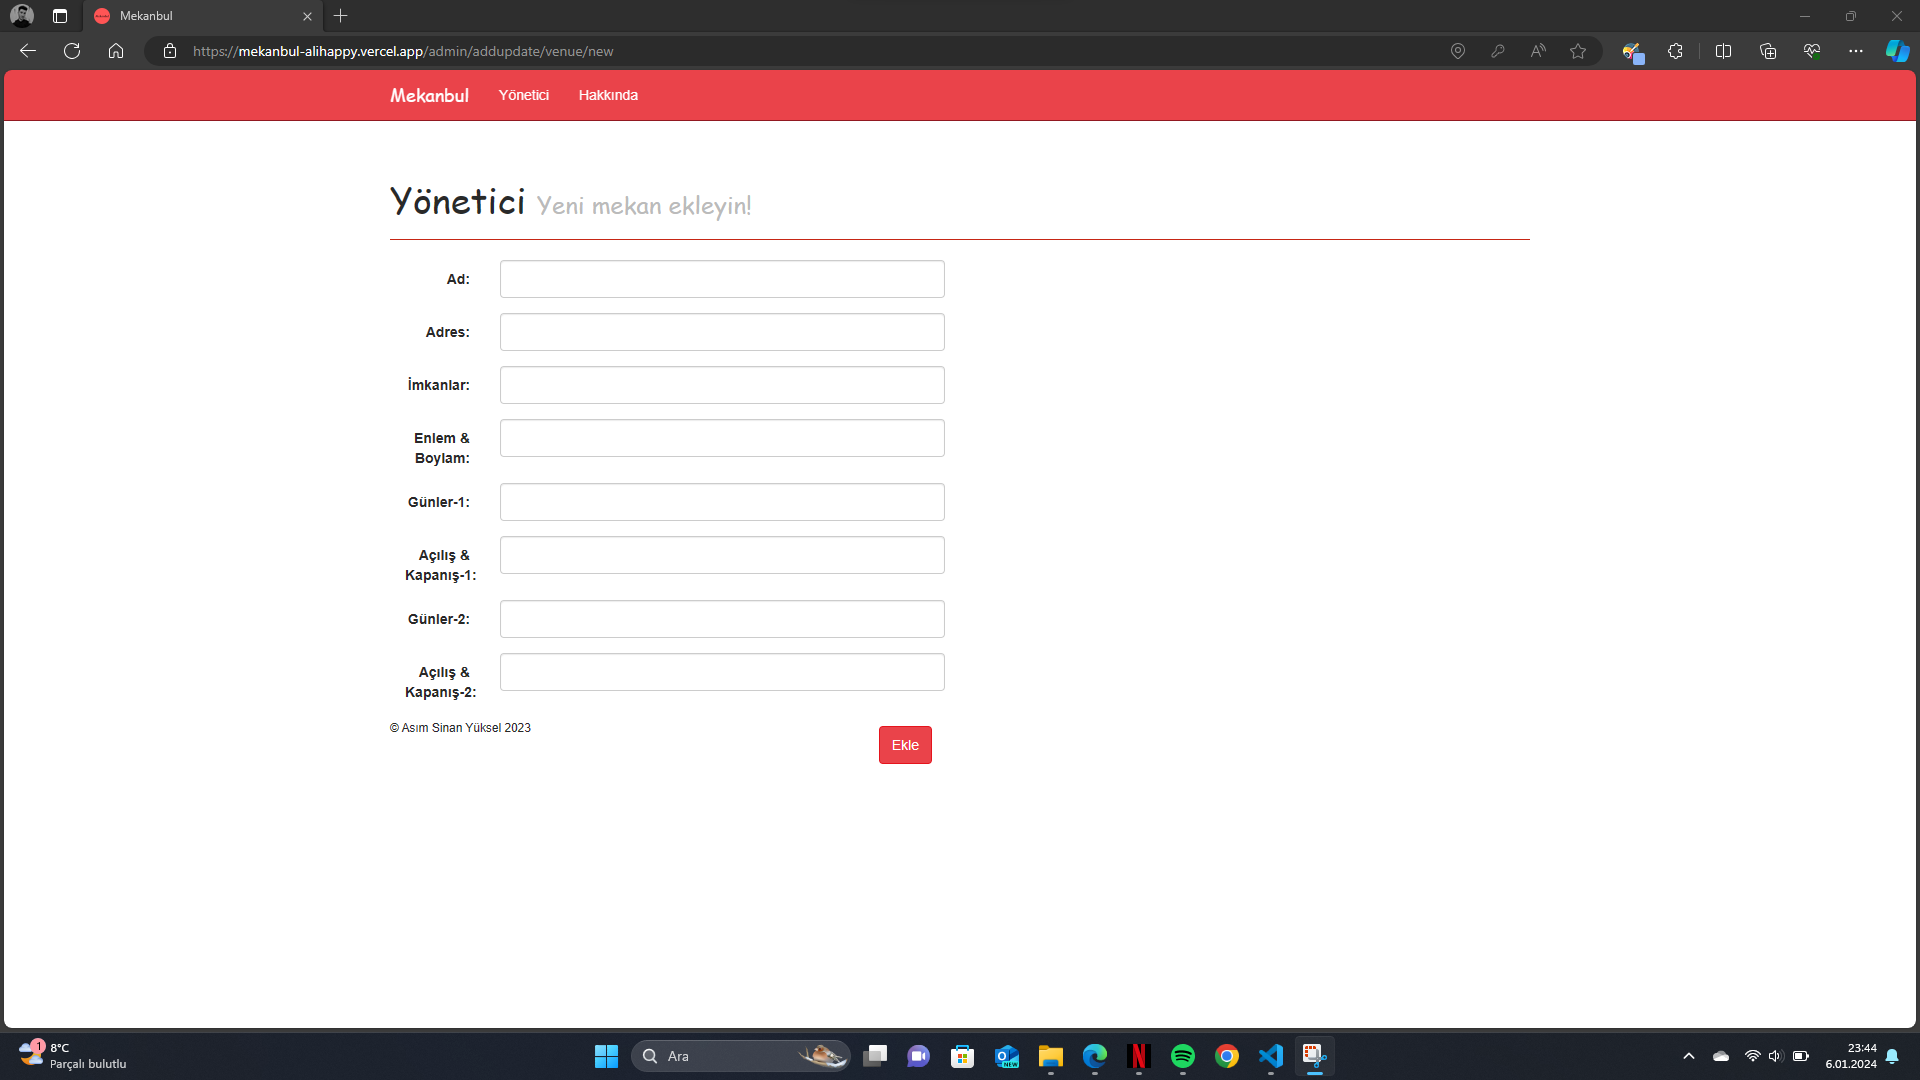 Mekanbul
https://mekanbul-alihappy.vercel.app/admin/addupdate/venue/new
Mekanbul
Yönetici
Hakkında
Yönetici Yeni mekan ekleyin!
Ad:
Adres:
İmkanlar:
Enlem &
Boylam:
Günler-1:
Açılış &
Kapanış-1:
Günler-2:
Açılış &
Kapanış-2:
© Asım Sinan Yüksel 2023
Ekle
1
8°C
Parçalı bulutlu
Ara
NEW
23:44
6.01.2024